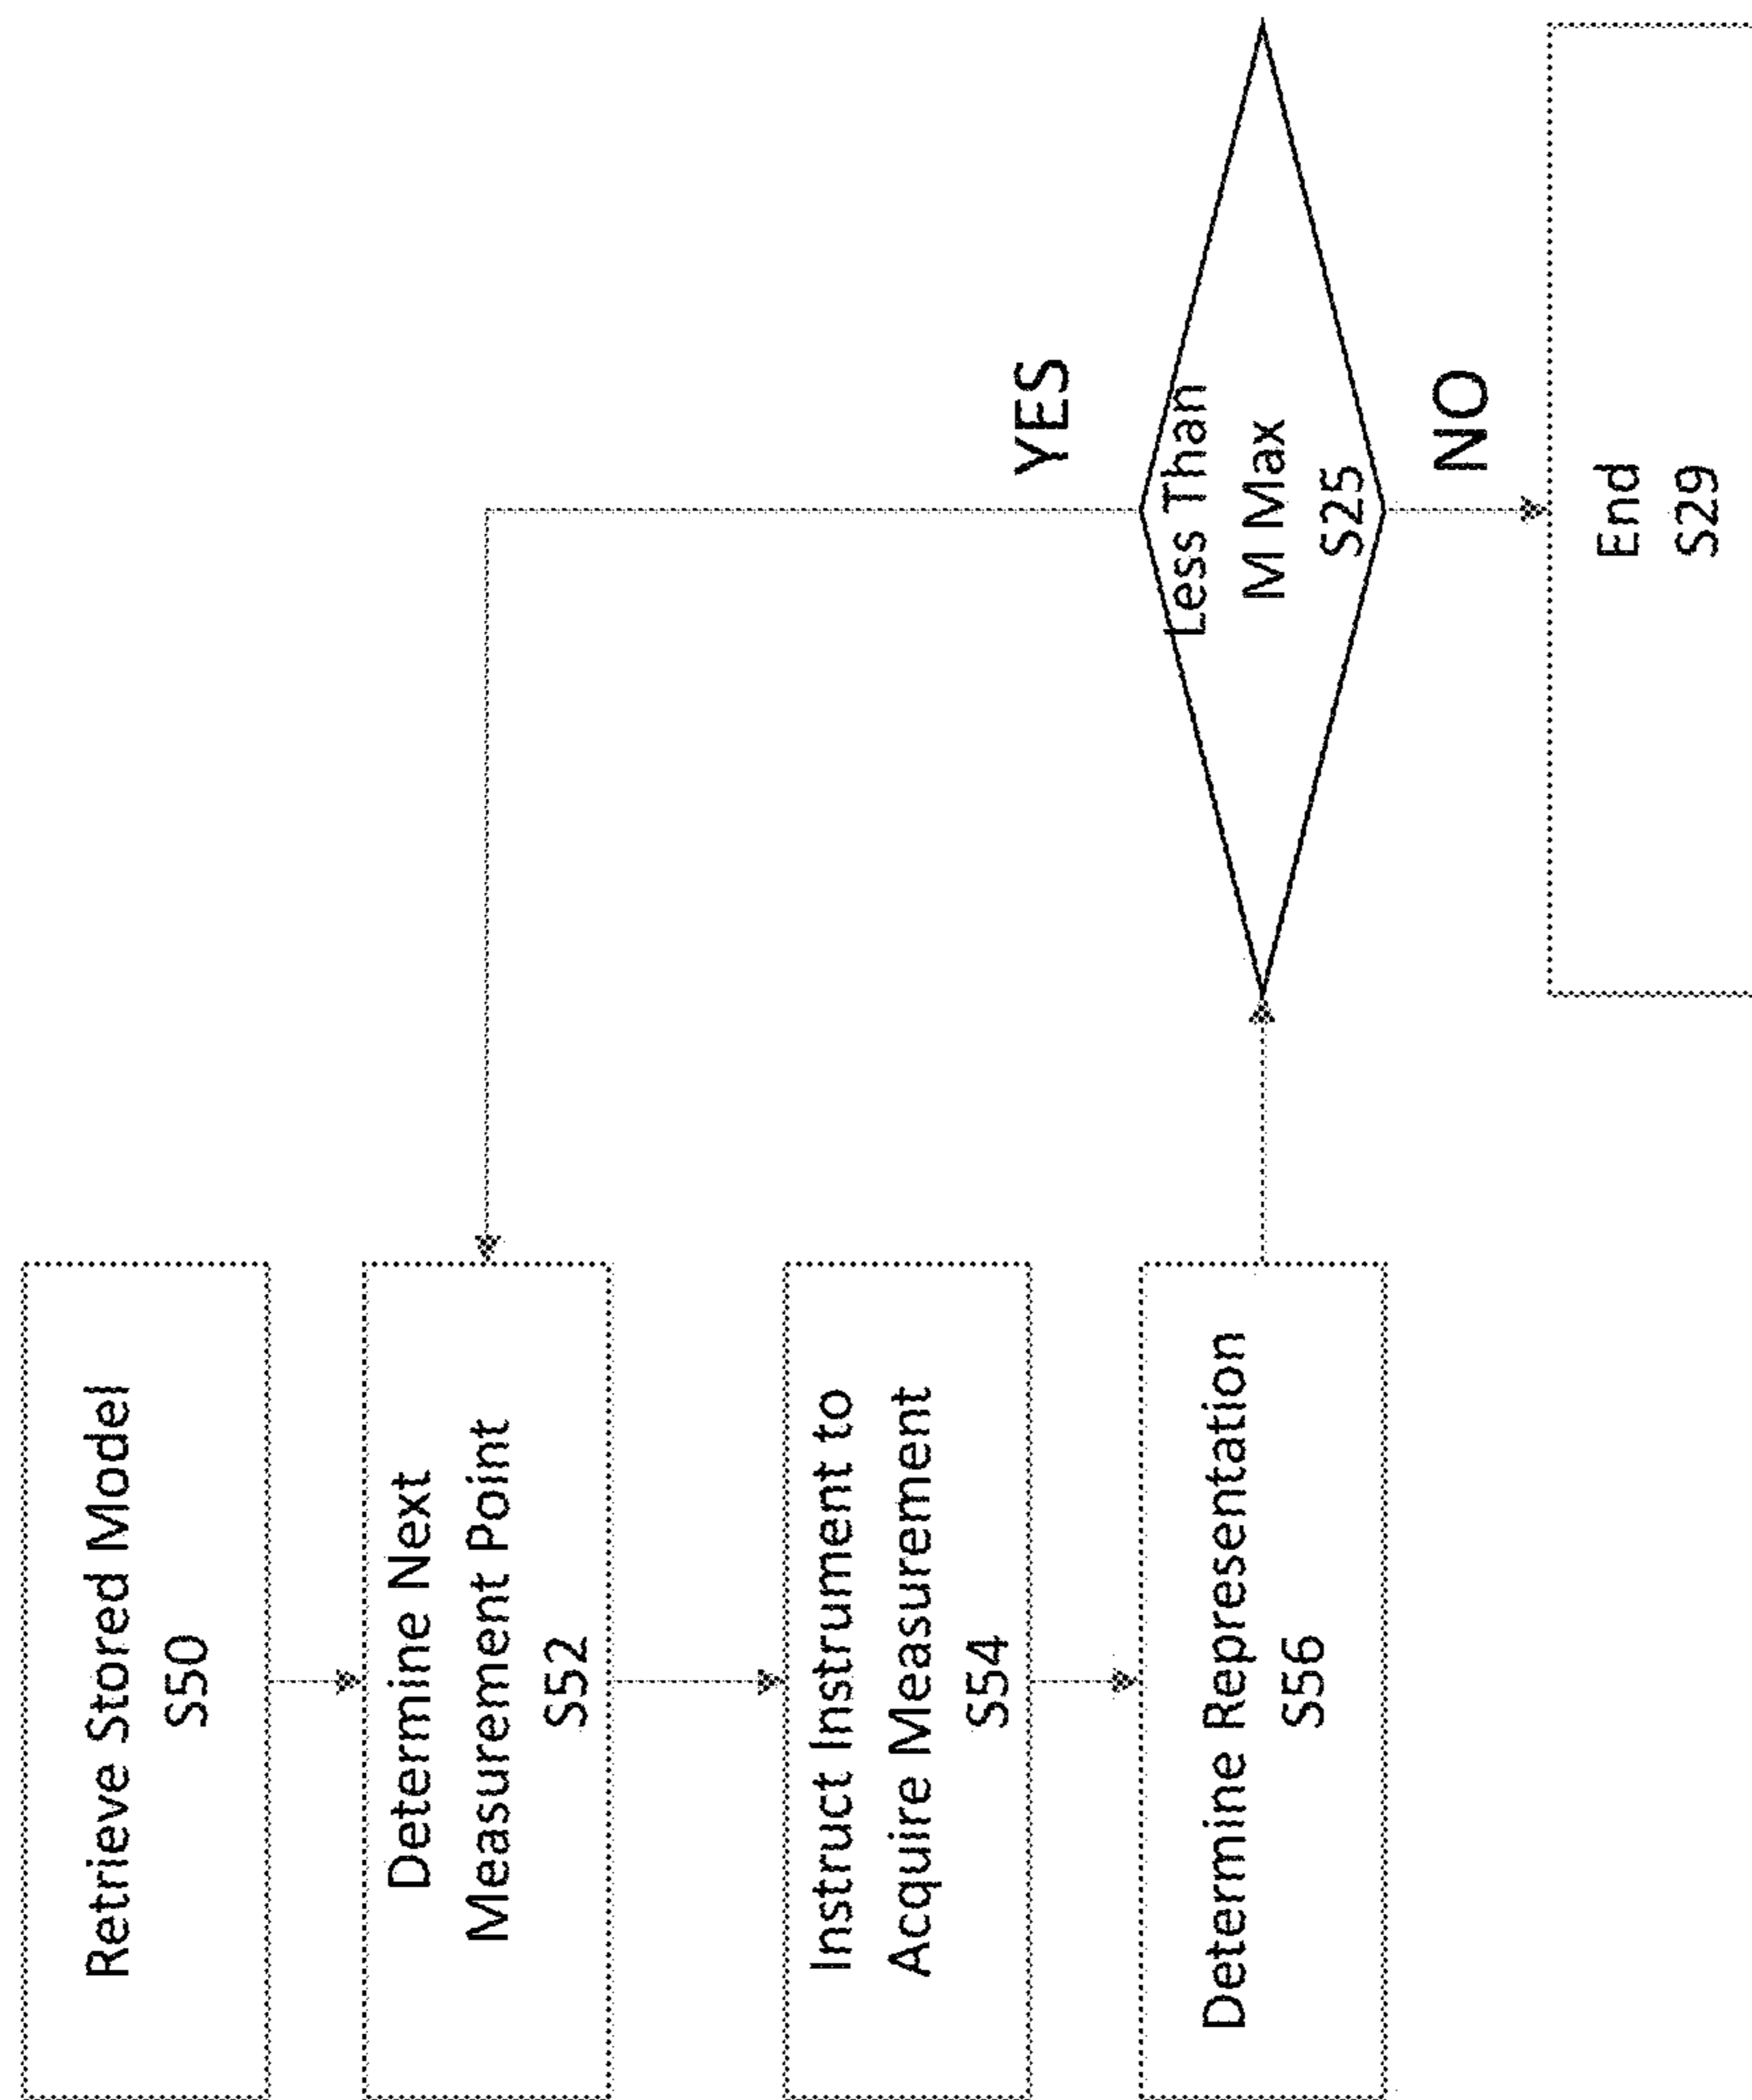 Retrieve Stored Model
S50
Determine Next
Measurement Point
S52
Instruct Instrument to
Acquire Measurement
S54
Determine Representation
S56
YES
Less Than
M Max
S25
NO
End
S29